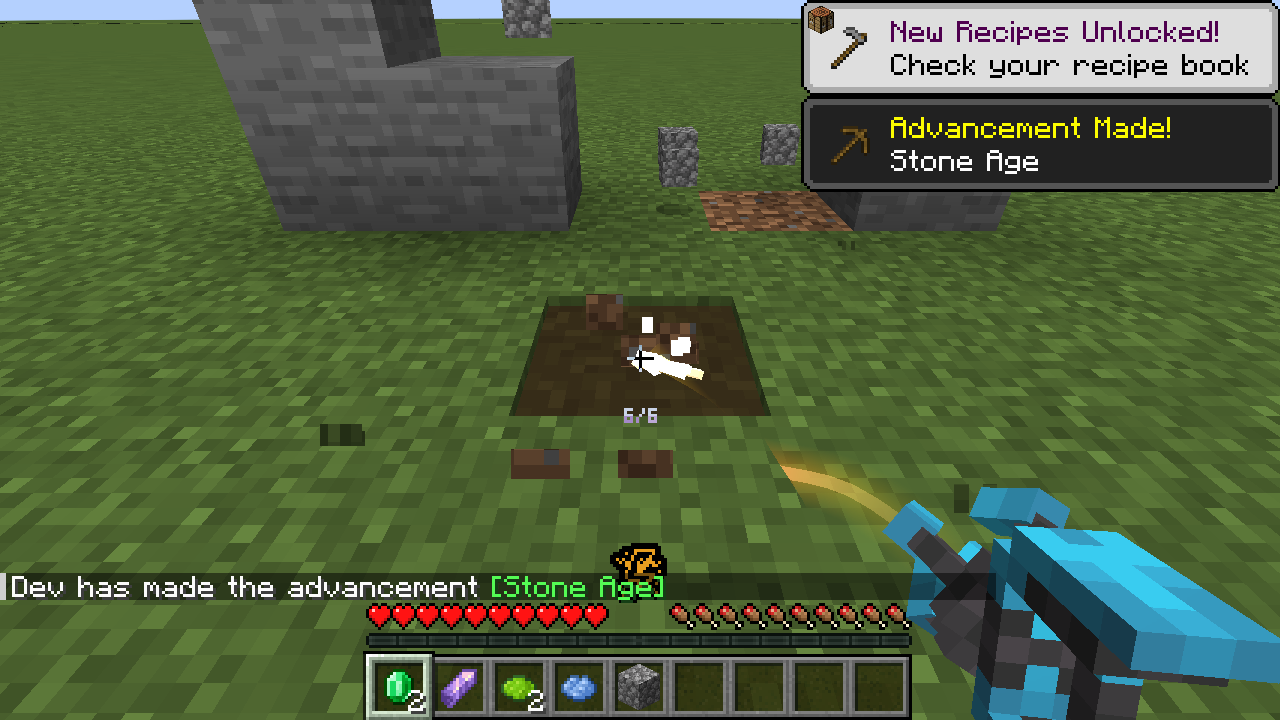 New Recipes Unlocked!
Check your recipe book
Advancement Made!
Stone Age
6/6
Dev has made the advancement [Stone Age]
2
2